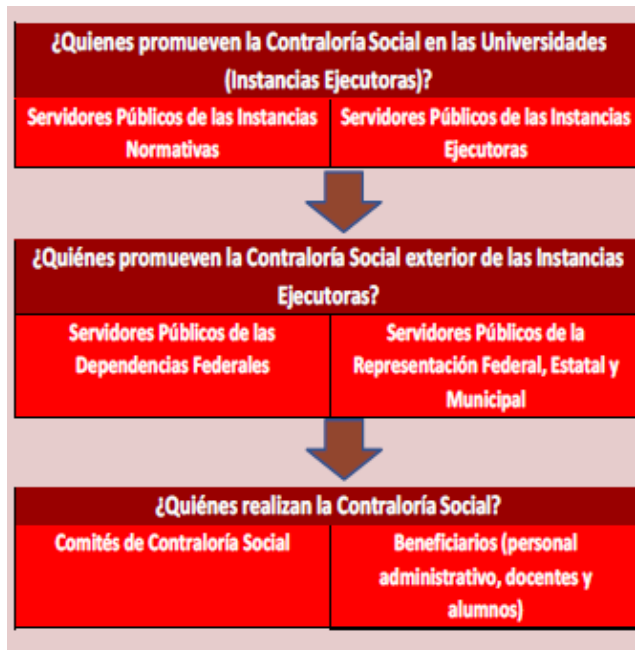 ¿Quienes promueven la Contraloría Social en las Universidades
(Instancias Ejecutoras)?
Servidores Públicos de las Instancias
Normativas
Servidores Públicos de las Instancias
Ejecutoras
¿Quiénes promueven la Contraloría Social exterior de las Instancias
Ejecutoras?
Servidores Públicos de las
Dependencias Federales
Servidores Públicos de la
Representación Federal, Estatal y
Municipal
¿Quiénes realizan la Contraloría Social?
Comités de Contraloría Social
Beneficiarios (personal
administrativo, docentes y
alumnos)